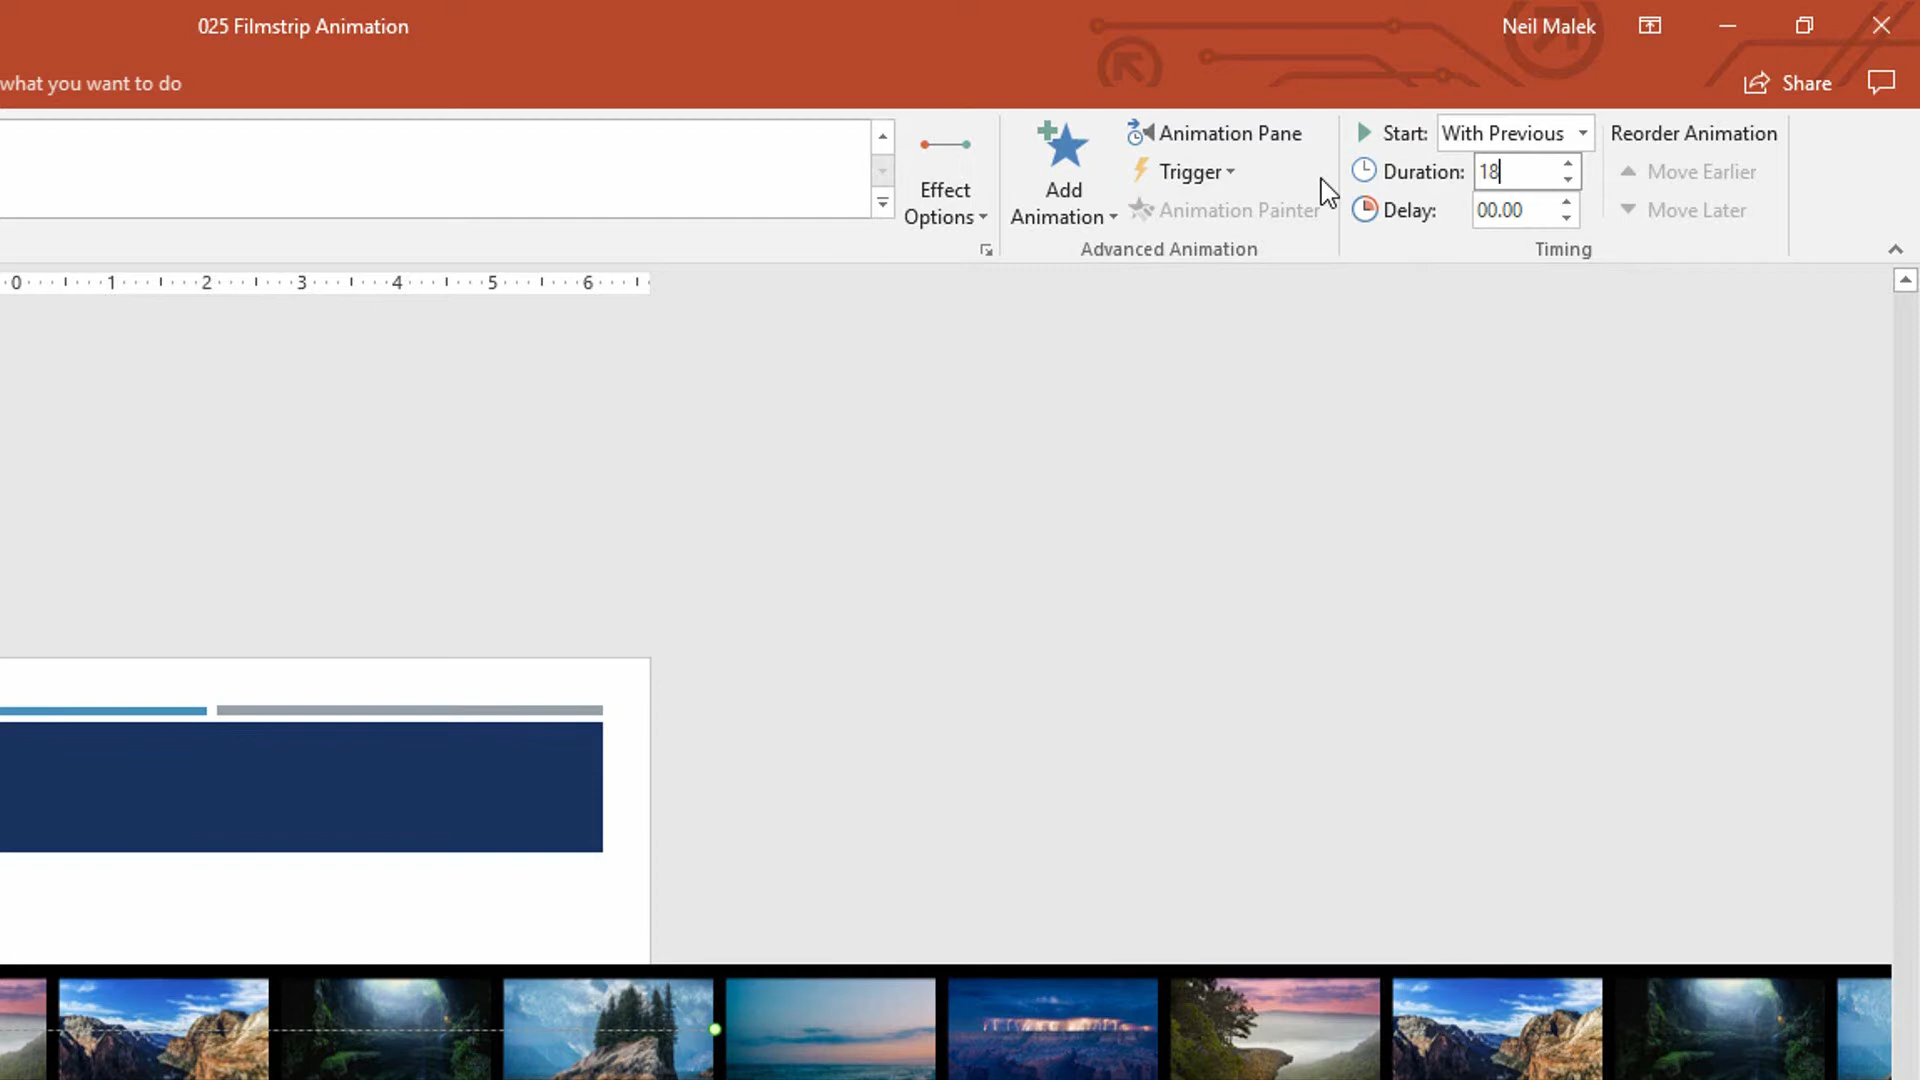 025 Filmstrip Animation
Neil Malek
what you want to do
Share
Effect
Options
Add
Animation
Animation Pane
Trigger
Animation Painter
Advanced Animation
Start: With Previous
Duration: 18
Delay: 00.00
Timing
Reorder Animation
Move Earlier
Move Later
0 1 2 3 4 5 6